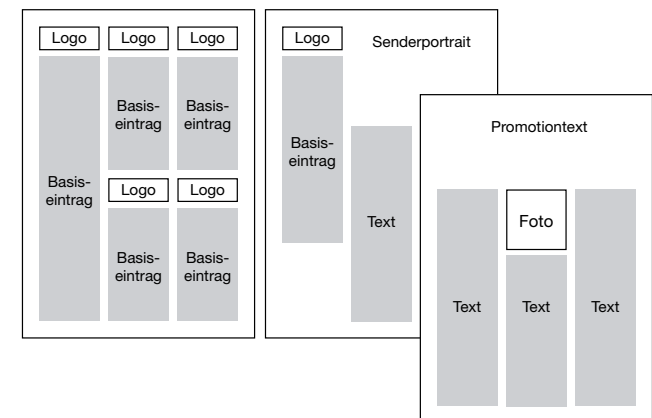 Logo
Logo
Logo
Basis-
eintrag
Basis-
eintrag
Basis-
eintrag
Logo
Logo
Basis-
eintrag
Basis-
eintrag
Logo
Senderportrait
Basis-
eintrag
Text
Promotiontext
Foto
Text
Text
Text